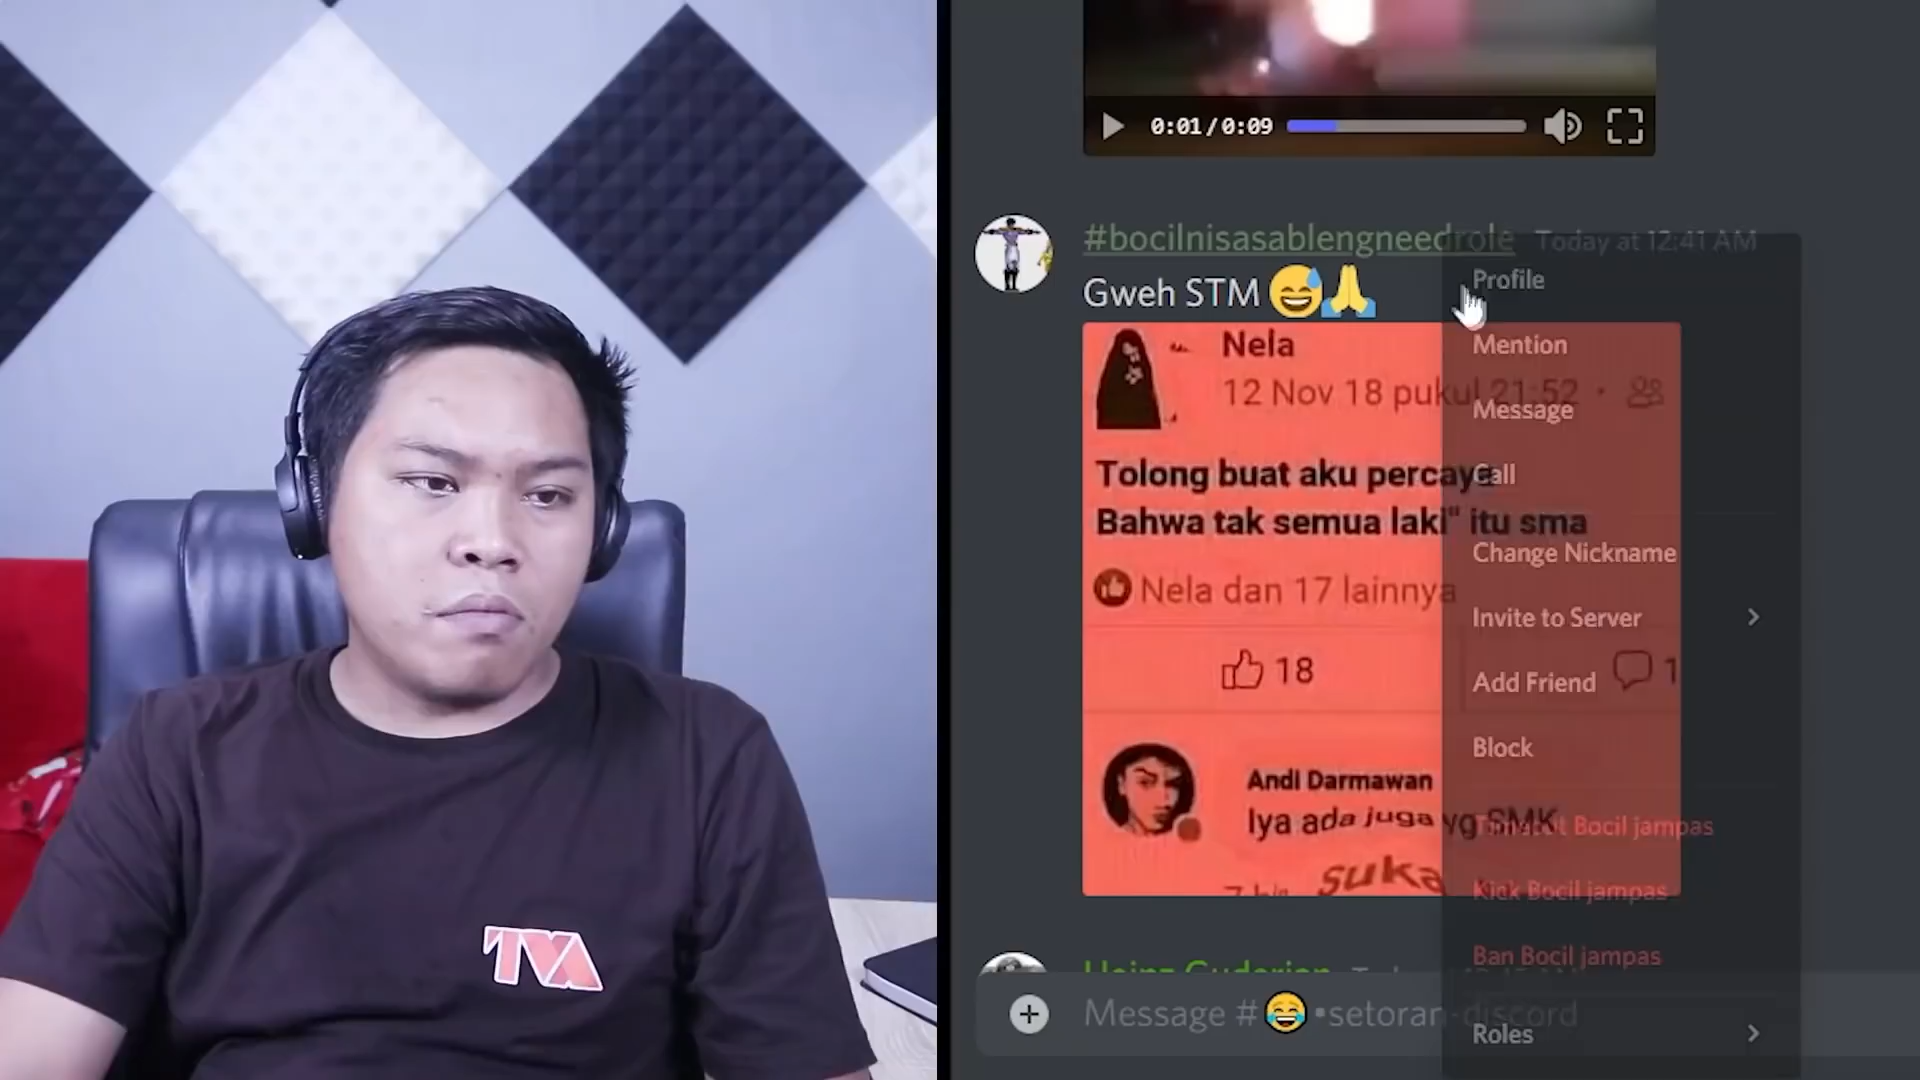 0:01/0:09
#bocilnisasablengneedrole Today at 12:41 AM
Gweh STM 😅🙏
Nela
12 Nov 18 pukul 21:52
Tolong buat aku percaya
Bahwa tak semua laki" itu sma
Nela dan 17 lainnya
18
1
Andi Darmawan
Iya ada juga yg SMK
suka
Profile
Mention
Message
Call
Change Nickname
Invite to Server
Add Friend
Block
Timeout Bocil jampas
Kick Bocil jampas
Ban Bocil jampas
Roles
Heinz Guderian
Message #😂•setoran-discord
TVA